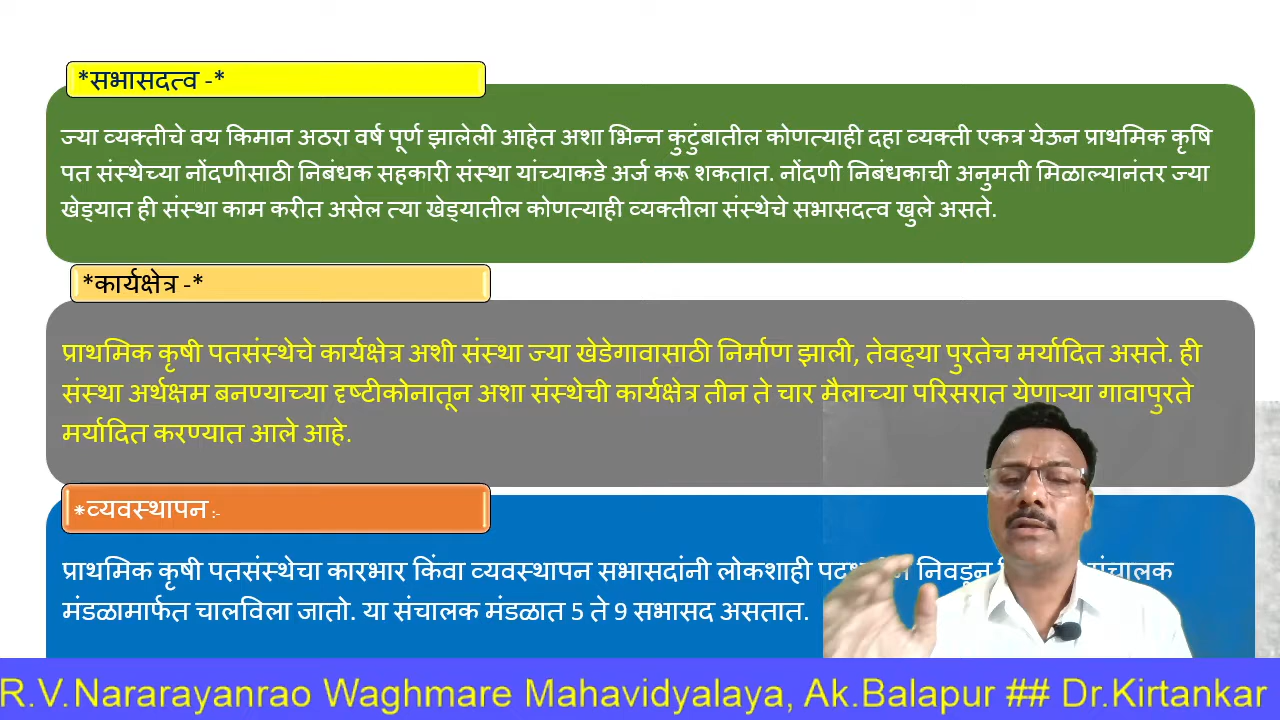 *सभासदत्व -*
ज्या व्यक्तीचे वय किमान अठरा वर्ष पूर्ण झालेली आहेत अशा भिन्न कुटुंबातील कोणत्याही दहा व्यक्ती एकत्र येऊन प्राथमिक कृषि
पत संस्थेच्या नोंदणीसाठी निबंधक सहकारी संस्था यांच्याकडे अर्ज करू शकतात. नोंदणी निबंधकाची अनुमती मिळाल्यानंतर ज्या
खेड्यात ही संस्था काम करीत असेल त्या खेड्यातील कोणत्याही व्यक्तीला संस्थेचे सभासदत्व खुले असते.
*कार्यक्षेत्र -*
प्राथमिक कृषी पतसंस्थेचे कार्यक्षेत्र अशी संस्था ज्या खेडेगावासाठी निर्माण झाली, तेवढ्या पुरतेच मर्यादित असते. ही
संस्था अर्थक्षम बनण्याच्या दृष्टीकोनातून अशा संस्थेची कार्यक्षेत्र तीन ते चार मैलाच्या परिसरात येणाऱ्या गावापुरते
मर्यादित करण्यात आले आहे.
*व्यवस्थापन :-
प्राथमिक कृषी पतसंस्थेचा कारभार किंवा व्यवस्थापन सभासदांनी लोकशाही निवडून संचालक
मंडळामार्फत चालविला जातो. या संचालक मंडळात 5 ते 9 सभासद असतात.
R.V.Nararayanrao Waghmare Mahavidyalaya, Ak.Balapur ## Dr.Kirtankar